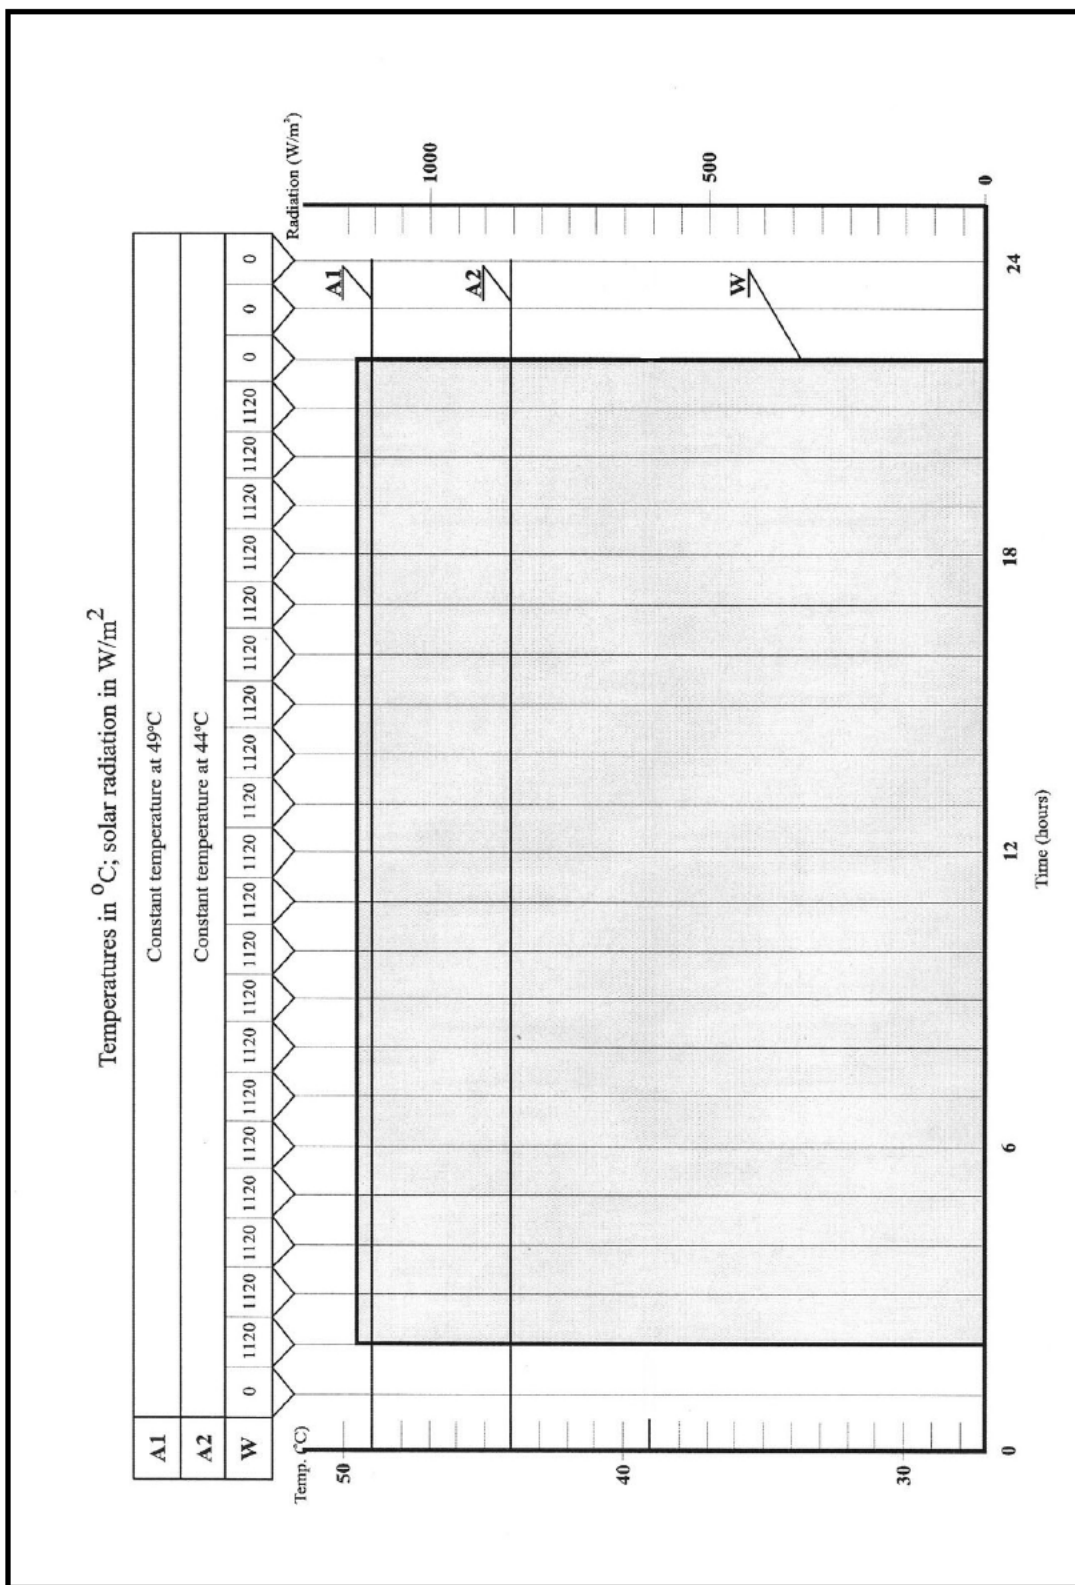 Temperatures in °C; solar radiation in W/m²
A1 Constant temperature at 49°C
A2 Constant temperature at 44°C
W 0 1120 1120 1120 1120 1120 1120 1120 1120 1120 1120 1120 1120 1120 1120 1120 1120 1120 1120 1120 1120 0 0 0
Temp. (°C)
Radiation (W/m²)
50
A1
1000
A2
40
500
W
30
0
0 6 12 18 24
Time (hours)